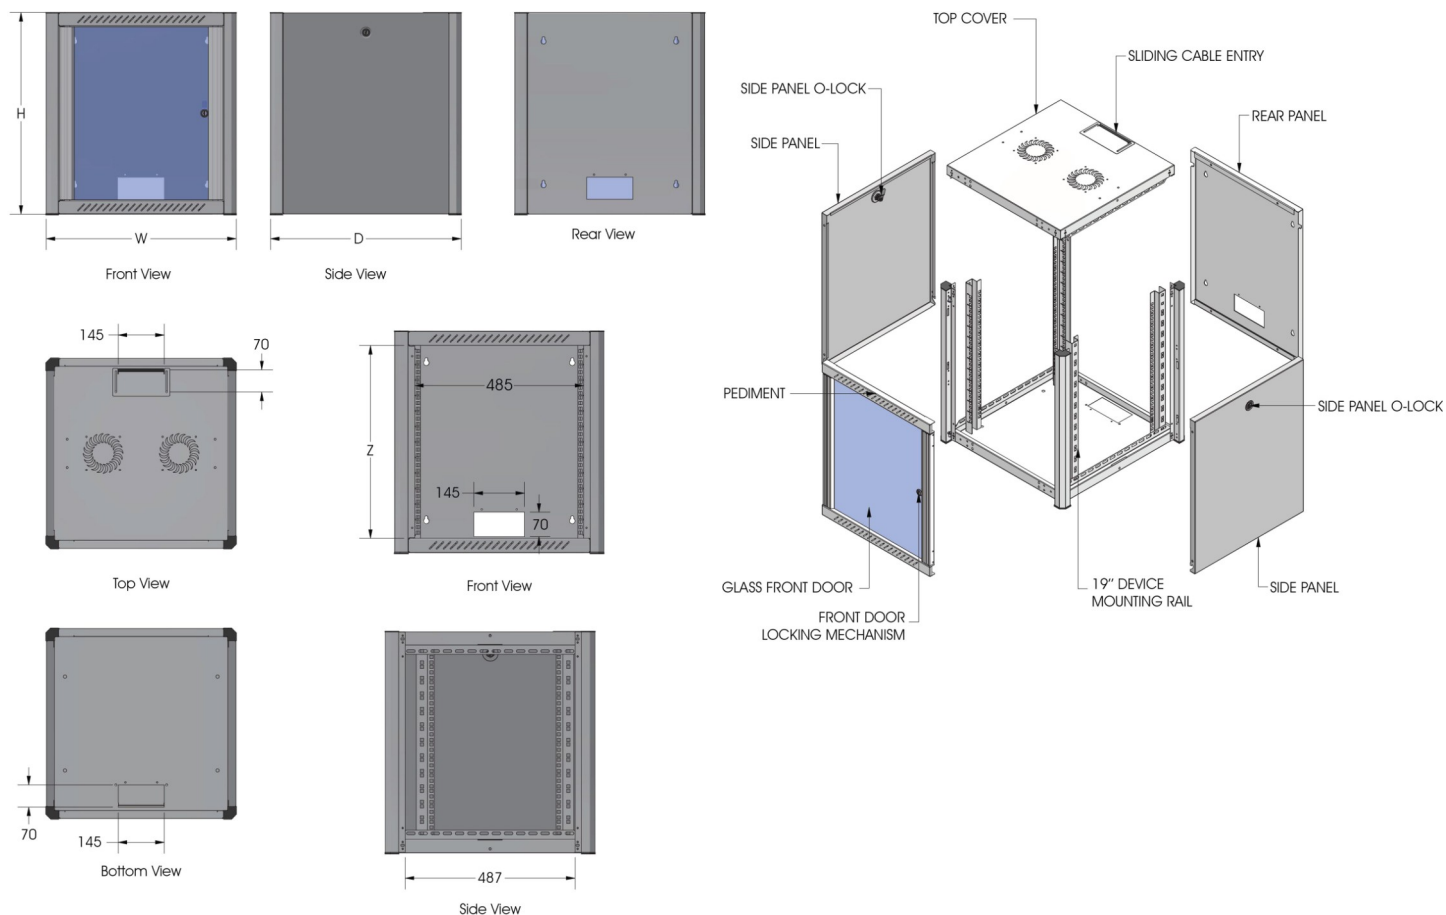 H
W
Front View
D
Side View
Rear View
145
70
Top View
485
Z
145
70
Front View
70
145
Bottom View
487
Side View
TOP COVER
SLIDING CABLE ENTRY
SIDE PANEL O-LOCK
REAR PANEL
SIDE PANEL
PEDIMENT
SIDE PANEL O-LOCK
GLASS FRONT DOOR
19" DEVICE
MOUNTING RAIL
SIDE PANEL
FRONT DOOR
LOCKING MECHANISM